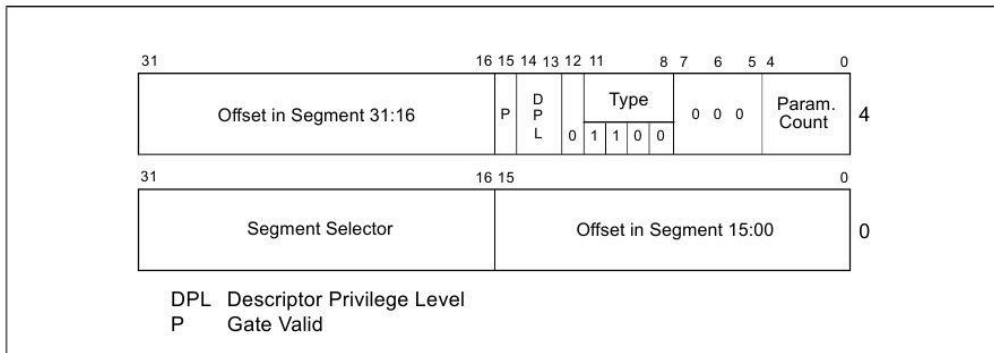 31 16 15 14 13 12 11 8 7 6 5 4 0
Offset in Segment 31:16 P D P L 0 Type 1 1 0 0 0 0 0 Param. Count 4
31 16 15 0
Segment Selector Offset in Segment 15:00 0
DPL Descriptor Privilege Level
P Gate Valid